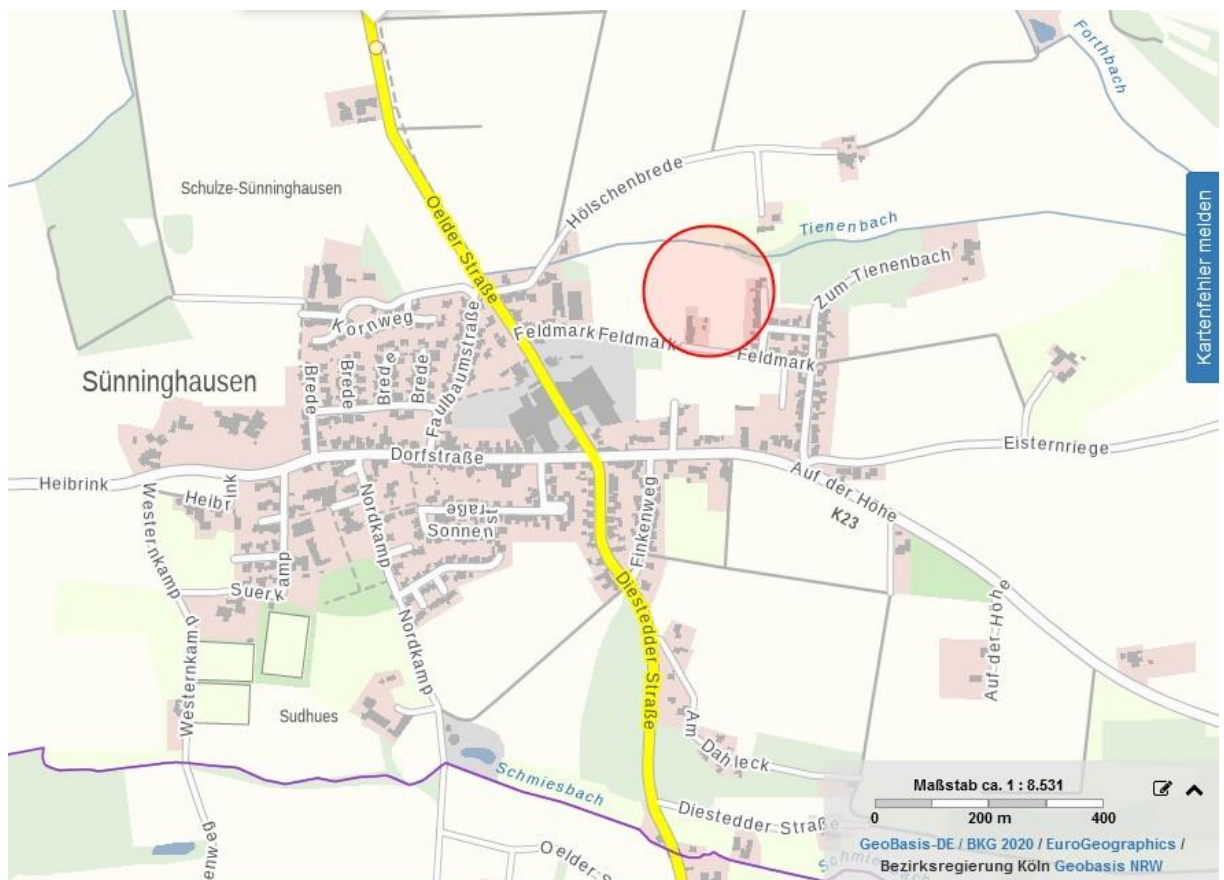 Forthbach
Hölschenbrede
Schulze-Sünninghausen
Oelder Straße
Tienenbach
Kartenfehler melden
Zum Tienenbach
Kornweg
Faulbaumstraße
Feldmark
Feldmark
Feldmark
Brede
Brede
Brede
Brede
Sünninghausen
Dorfstraße
Eisternriege
Heibrink
Heibrink
Auf der Höhe
K23
Westernkamp
Nordkamp
Sonnenstraße
Finkenweg
Suerkamp
Diestedder Straße
Nordkamp
Westernkamp
Auf-der-Höhe
Sudhues
Am Dahleck
Schmiesbach
Maßstab ca. 1 : 8.531
0 200 m 400
Diestedder Straße
GeoBasis-DE / BKG 2020 / EuroGeographics /
Bezirksregierung Köln Geobasis NRW
enweg
Oelder S
Schmiesbach